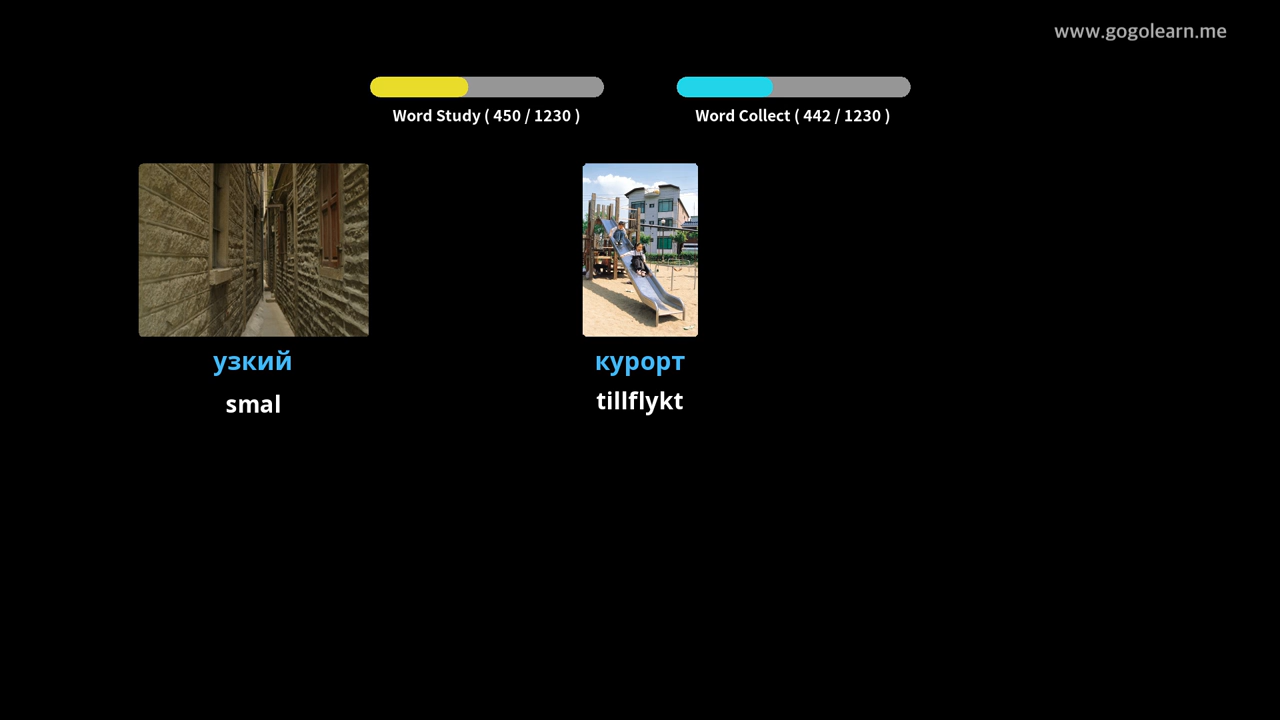 www.gogolearn.me
Word Study ( 450 / 1230 )
Word Collect ( 442 / 1230 )
узкий
smal
курорт
tillflykt